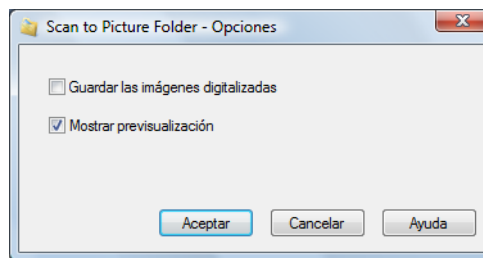 Scan to Picture Folder - Opciones
Guardar las imágenes digitalizadas
Mostrar previsualización
Aceptar Cancelar Ayuda